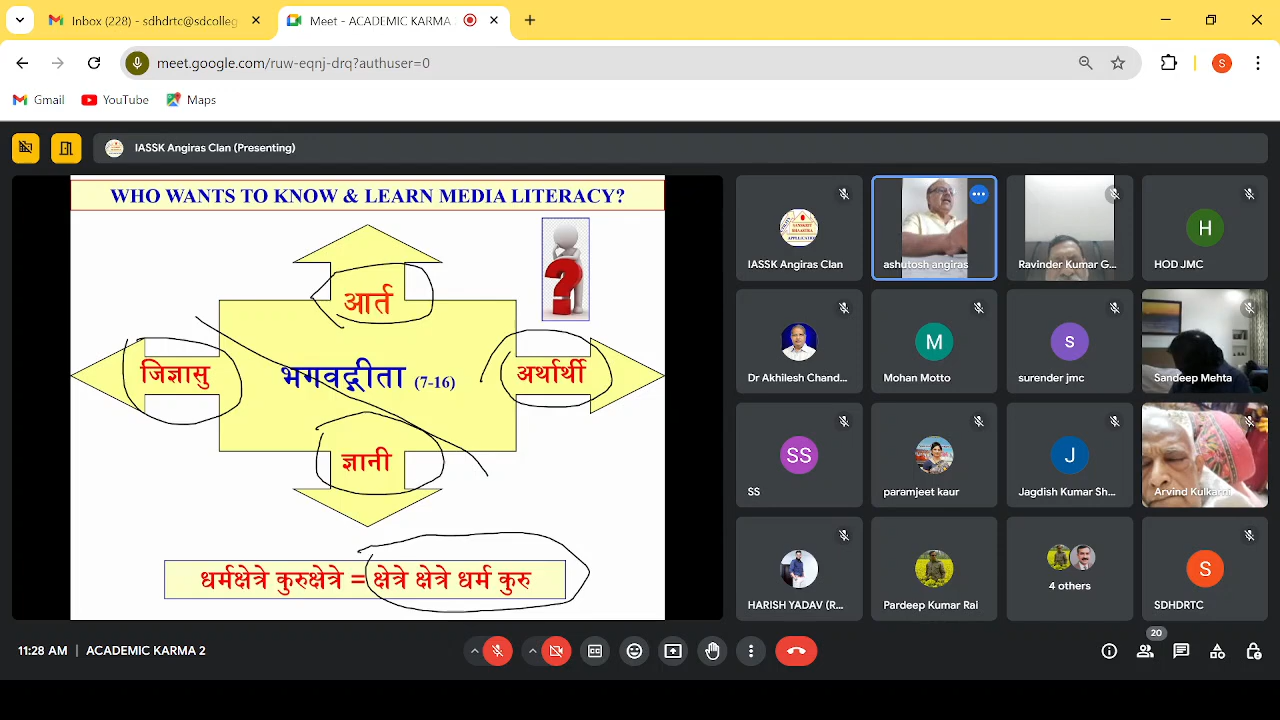 Inbox (228) - sdhdrtc@sdcolleg
Meet - ACADEMIC KARMA 2
meet.google.com/ruw-eqnj-drq?authuser=0
Gmail
YouTube
Maps
IASSK Angiras Clan (Presenting)
WHO WANTS TO KNOW & LEARN MEDIA LITERACY?
आर्त
जिज्ञासु
भगवद्गीता (7-16)
अर्थार्थी
ज्ञानी
धर्मक्षेत्रे कुरुक्षेत्रे = क्षेत्रे क्षेत्रे धर्म कुरु
IASSK Angiras Clan
ashutosh angiras
Ravinder Kumar G...
H
HOD JMC
Dr Akhilesh Chand...
M
Mohan Motto
s
surender jmc
Sandeep Mehta
SS
SS
paramjeet kaur
J
Jagdish Kumar Sh...
Arvind Kulkarni
HARISH YADAV (R...
Pardeep Kumar Rai
4 others
S
SDHDRTC
11:28 AM | ACADEMIC KARMA 2
20